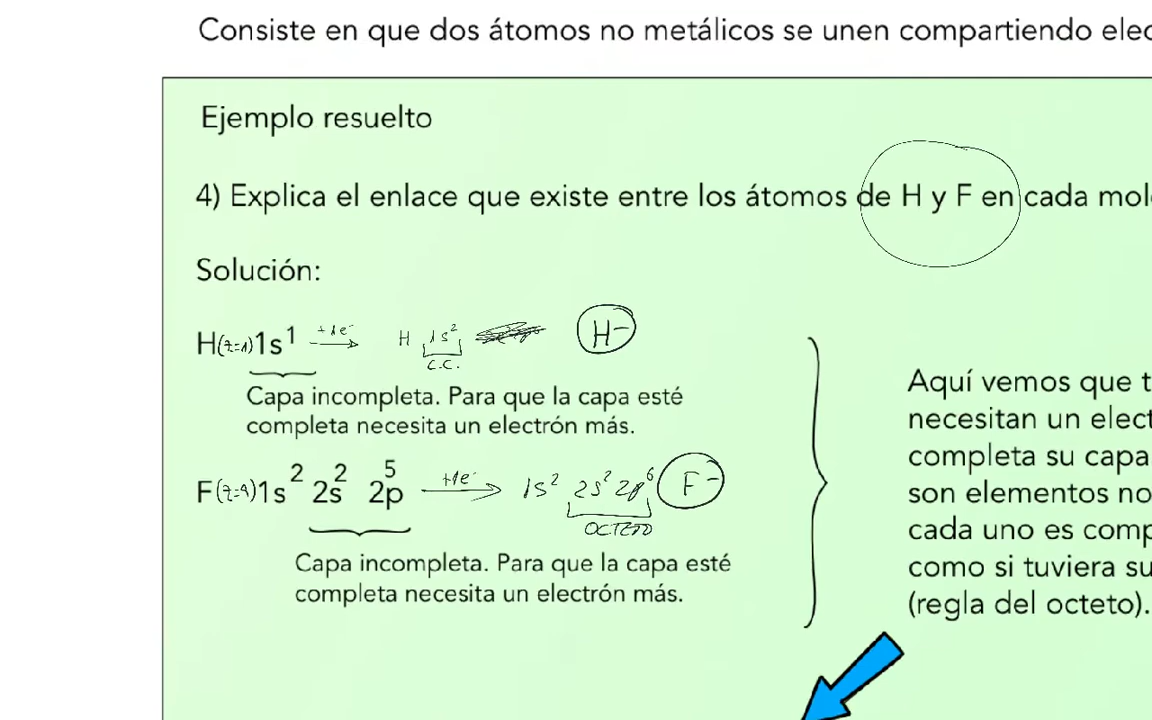 Consiste en que dos átomos no metálicos se unen compartiendo elec
Ejemplo resuelto
4) Explica el enlace que existe entre los átomos de H y F en cada mol
Solución:
H(z=1)1s¹ +1e⁻ H 1s² H⁻
C.C.
Capa incompleta. Para que la capa esté
completa necesita un electrón más.
F(z=9)1s² 2s² 2p⁵ +1e⁻ 1s² 2s² 2p⁶ F⁻
OCTETO
Capa incompleta. Para que la capa esté
completa necesita un electrón más.
Aquí vemos que t
necesitan un elect
completa su capa
son elementos no
cada uno es comp
como si tuviera su
(regla del octeto).